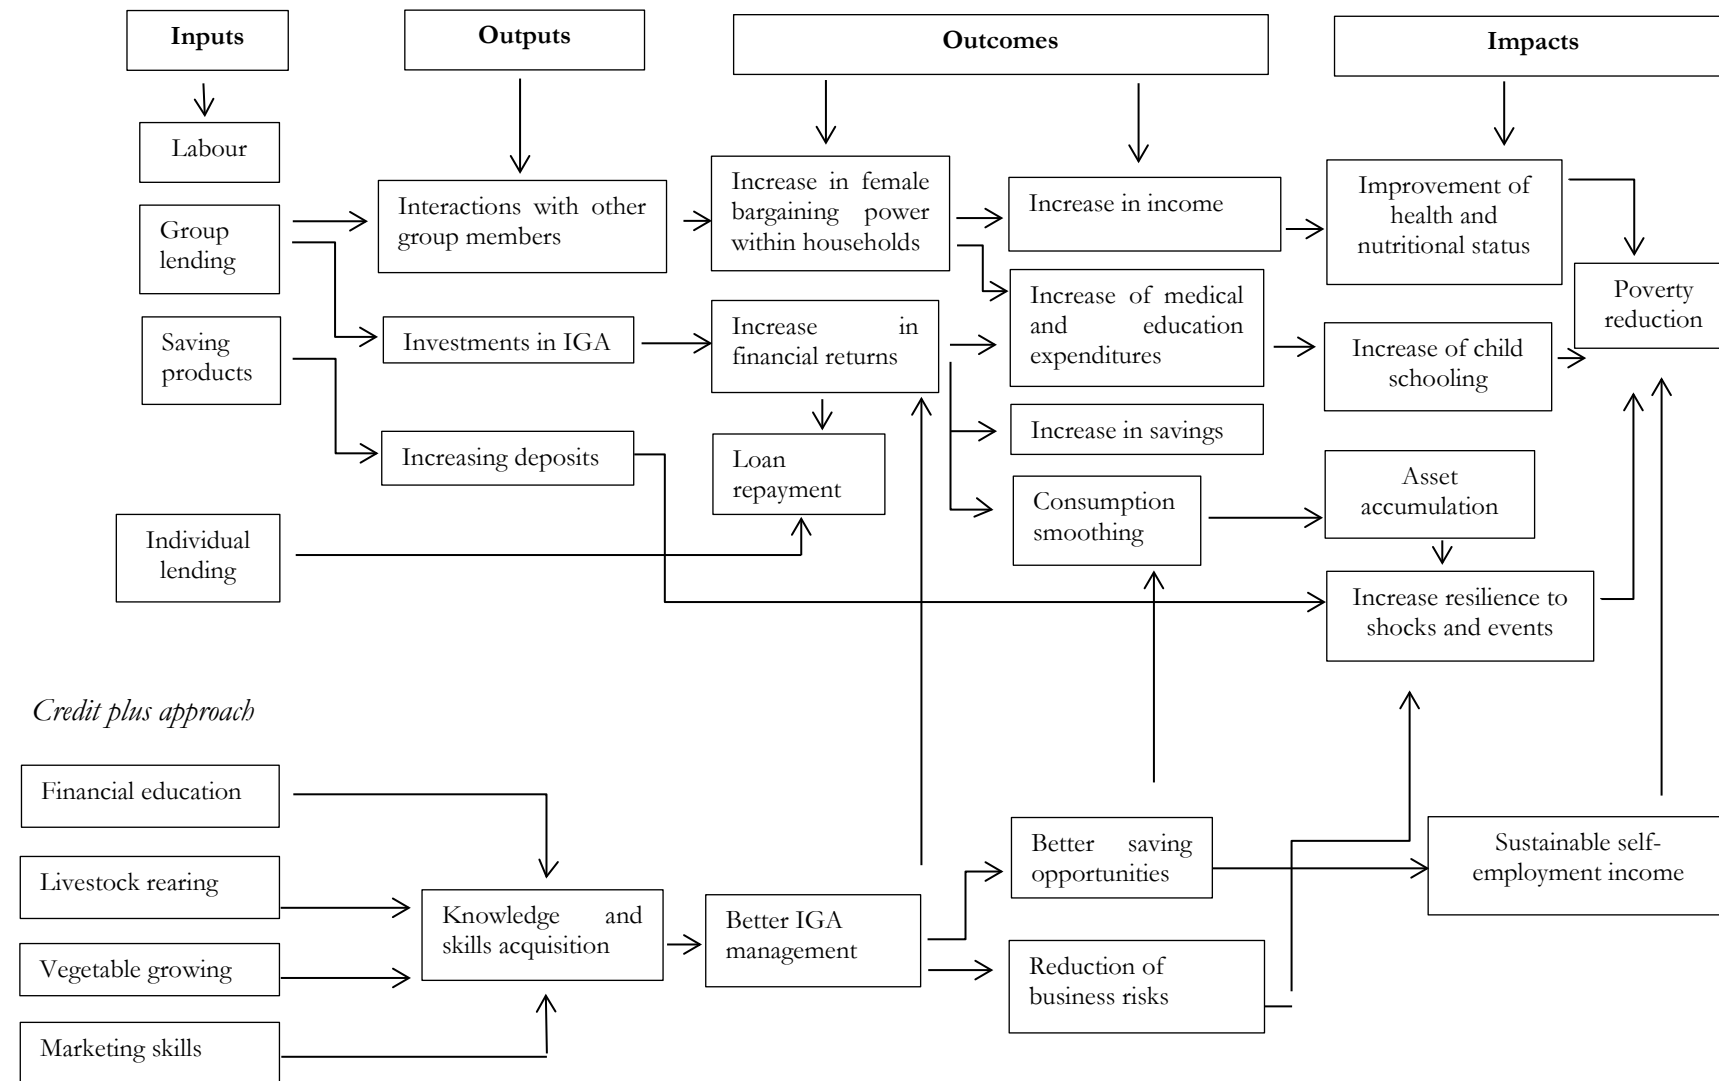 Inputs
Outputs
Outcomes
Impacts
Labour
Group
lending
Saving
products
Individual
lending
Interactions with other
group members
Investments in IGA
Increasing deposits
Increase in female
bargaining power
within households
Increase in
financial returns
Loan
repayment
Increase in income
Increase of medical
and education
expenditures
Increase in savings
Consumption
smoothing
Improvement of
health and
nutritional status
Increase of child
schooling
Asset
accumulation
Increase resilience to
shocks and events
Poverty
reduction
Credit plus approach
Financial education
Livestock rearing
Vegetable growing
Marketing skills
Knowledge and
skills acquisition
Better IGA
management
Better saving
opportunities
Reduction of
business risks
Sustainable self-
employment income